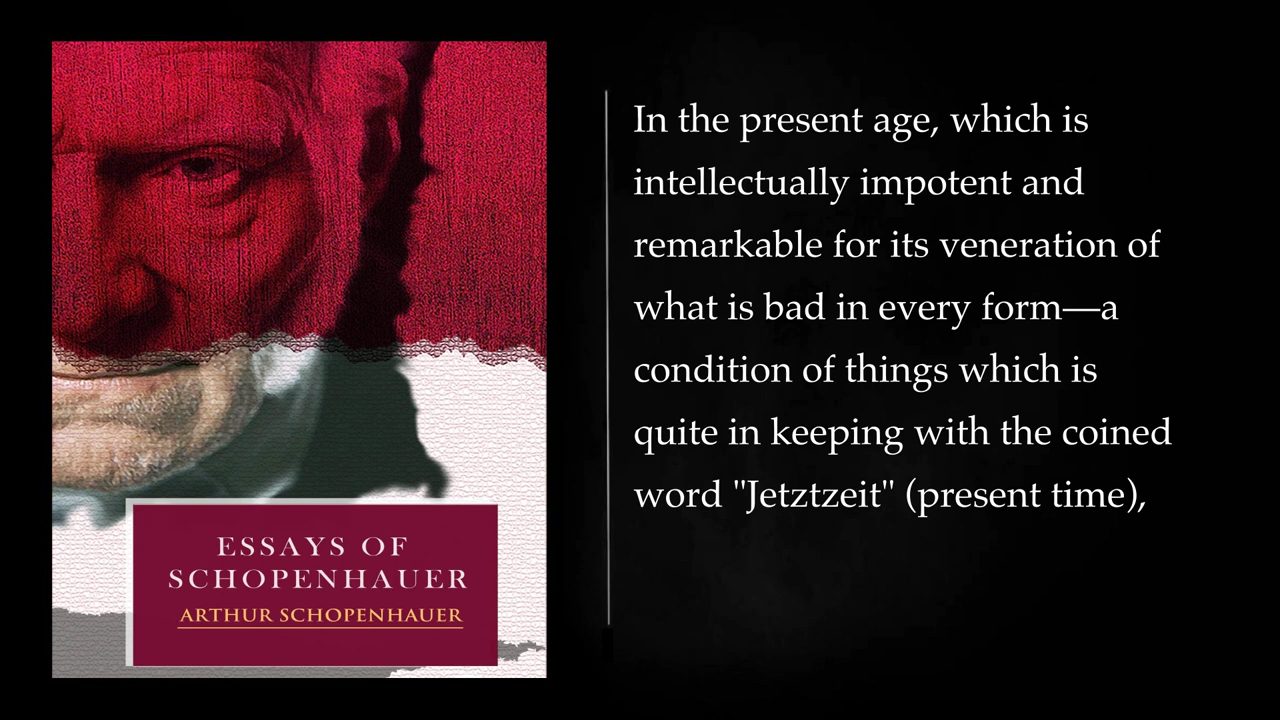 ESSAYS OF
SCHOPENHAUER
ARTHUR SCHOPENHAUER
In the present age, which is
intellectually impotent and
remarkable for its veneration of
what is bad in every form—a
condition of things which is
quite in keeping with the coined
word "Jetztzeit" (present time),